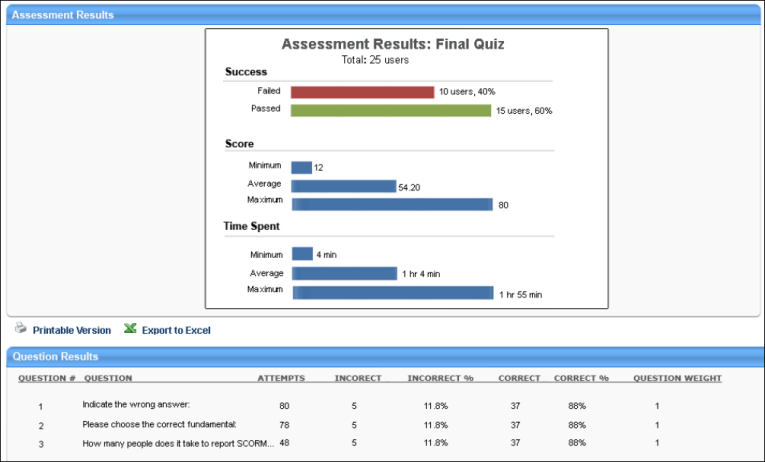 Assessment Results
Assessment Results: Final Quiz
Total: 25 users
Success
Failed 10 users, 40%
Passed 15 users, 60%
Score
Minimum 12
Average 54.20
Maximum 80
Time Spent
Minimum 4 min
Average 1 hr 4 min
Maximum 1 hr 55 min
Printable Version Export to Excel
Question Results
QUESTION # QUESTION ATTEMPTS INCORECT INCORRECT % CORRECT CORRECT % QUESTION WEIGHT
1 Indicate the wrong answer: 80 5 11.8% 37 88% 1
2 Please choose the correct fundamental: 78 5 11.8% 37 88% 1
3 How many people does it take to report SCORM... 48 5 11.8% 37 88% 1